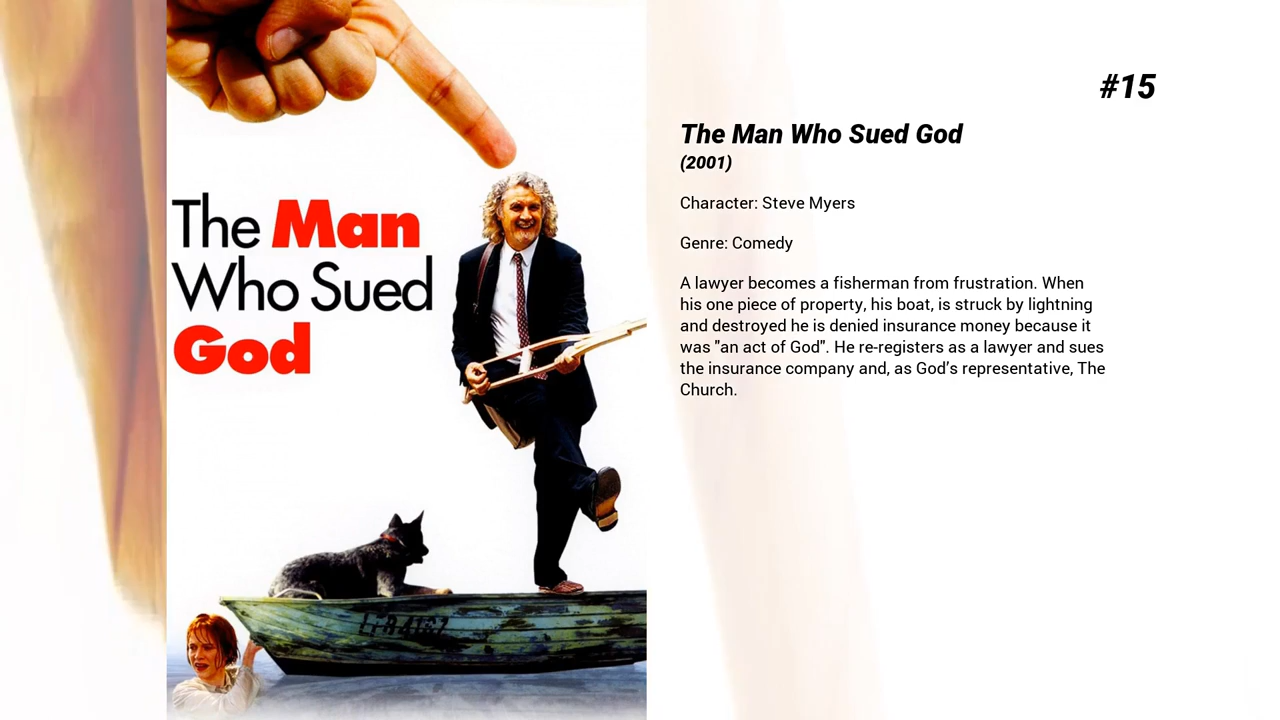 #15
The Man Who Sued God
(2001)
Character: Steve Myers
Genre: Comedy
A lawyer becomes a fisherman from frustration. When
his one piece of property, his boat, is struck by lightning
and destroyed he is denied insurance money because it
was "an act of God". He re-registers as a lawyer and sues
the insurance company and, as God’s representative, The
Church.
The Man
Who Sued
God